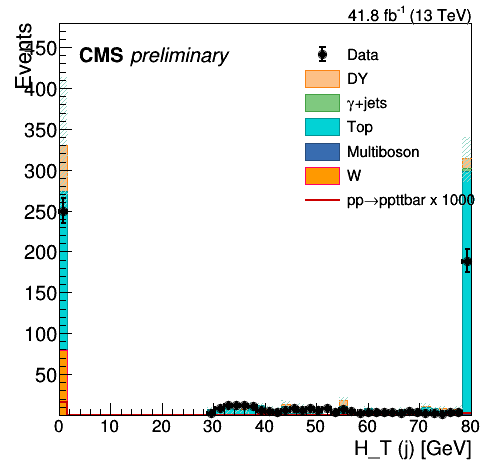 41.8 fb⁻¹ (13 TeV)
Events
CMS preliminary
Data
DY
γ+jets
Top
Multiboson
W
pp→ppttbar x 1000
450
400
350
300
250
200
150
100
50
0 10 20 30 40 50 60 70 80
H_T (j) [GeV]